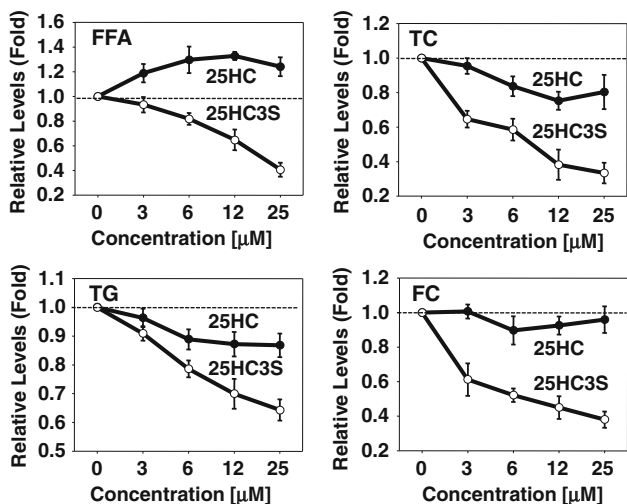 FFA
Relative Levels (Fold)
1.6
1.4
1.2
1.0
0.8
0.6
0.4
0.2
25HC
25HC3S
0 3 6 12 25
Concentration [μM]
TC
Relative Levels (Fold)
1.2
1.0
0.8
0.6
0.4
0.2
25HC
25HC3S
0 3 6 12 25
Concentration [μM]
TG
Relative Levels (Fold)
1.1
1.0
0.9
0.8
0.7
0.6
0.5
25HC
25HC3S
0 3 6 12 25
Concentration [μM]
FC
Relative Levels (Fold)
1.2
1.0
0.8
0.6
0.4
0.2
25HC
25HC3S
0 3 6 12 25
Concentration [μM]